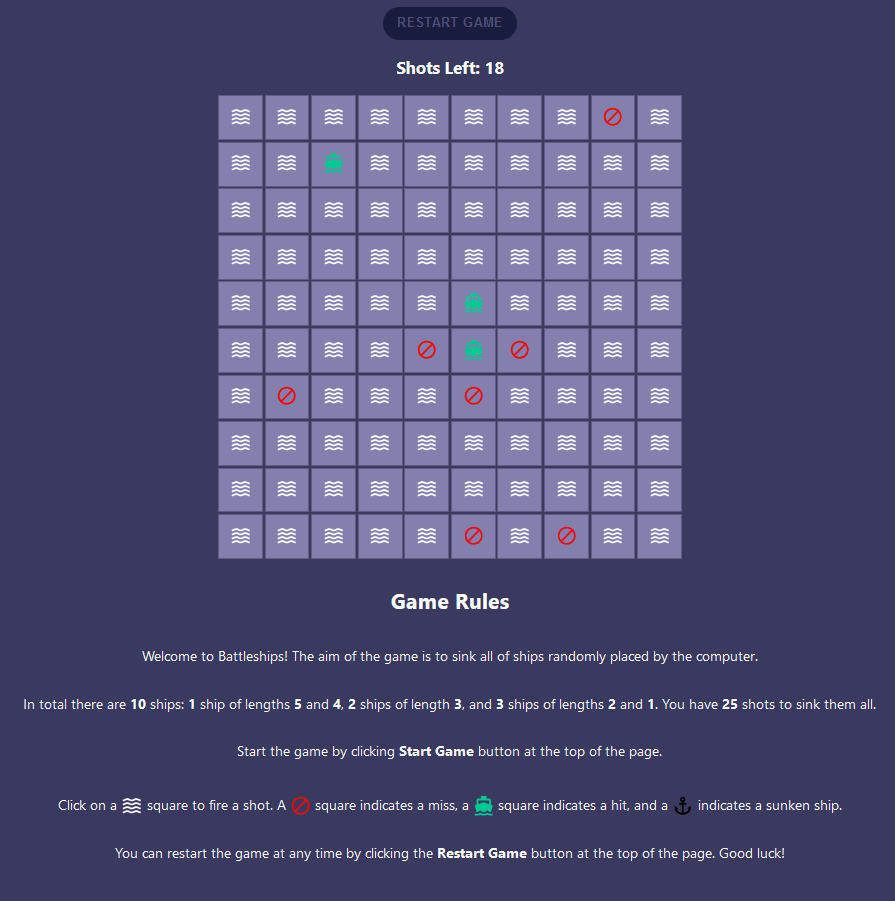 RESTART GAME
Shots Left: 18
Game Rules
Welcome to Battleships! The aim of the game is to sink all of ships randomly placed by the computer.
In total there are 10 ships: 1 ship of lengths 5 and 4, 2 ships of length 3, and 3 ships of lengths 2 and 1. You have 25 shots to sink them all.
Start the game by clicking Start Game button at the top of the page.
Click on a square to fire a shot. A square indicates a miss, a square indicates a hit, and a indicates a sunken ship.
You can restart the game at any time by clicking the Restart Game button at the top of the page. Good luck!